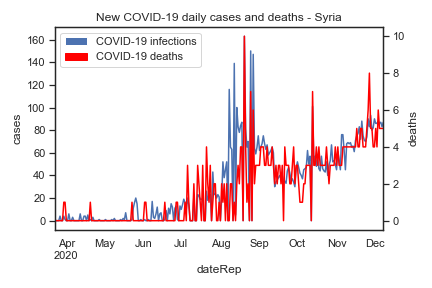 New COVID-19 daily cases and deaths - Syria
COVID-19 infections
COVID-19 deaths
160
140
120
100
80
60
40
20
0
cases
10
8
6
4
2
0
deaths
Apr May Jun Jul Aug Sep Oct Nov Dec
2020
dateRep